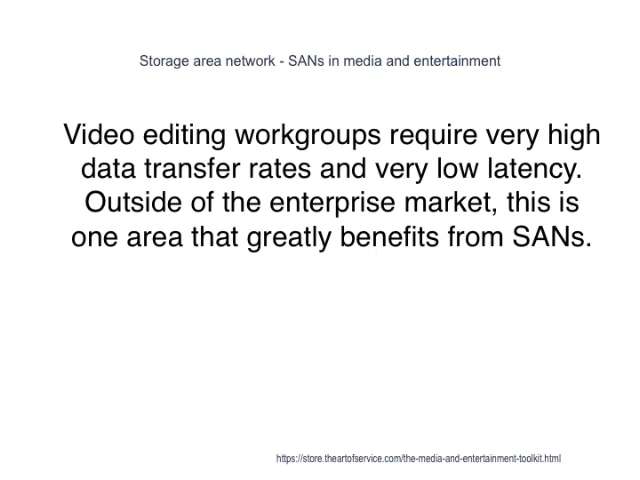 Storage area network - SANs in media and entertainment
Video editing workgroups require very high
data transfer rates and very low latency.
Outside of the enterprise market, this is
one area that greatly benefits from SANs.
https://store.theartofservice.com/the-media-and-entertainment-toolkit.html